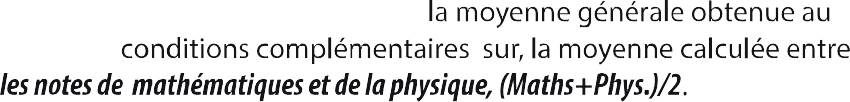 la moyenne générale obtenue au
conditions complémentaires sur, la moyenne calculée entre
les notes de mathématiques et de la physique, (Maths+Phys.)/2.